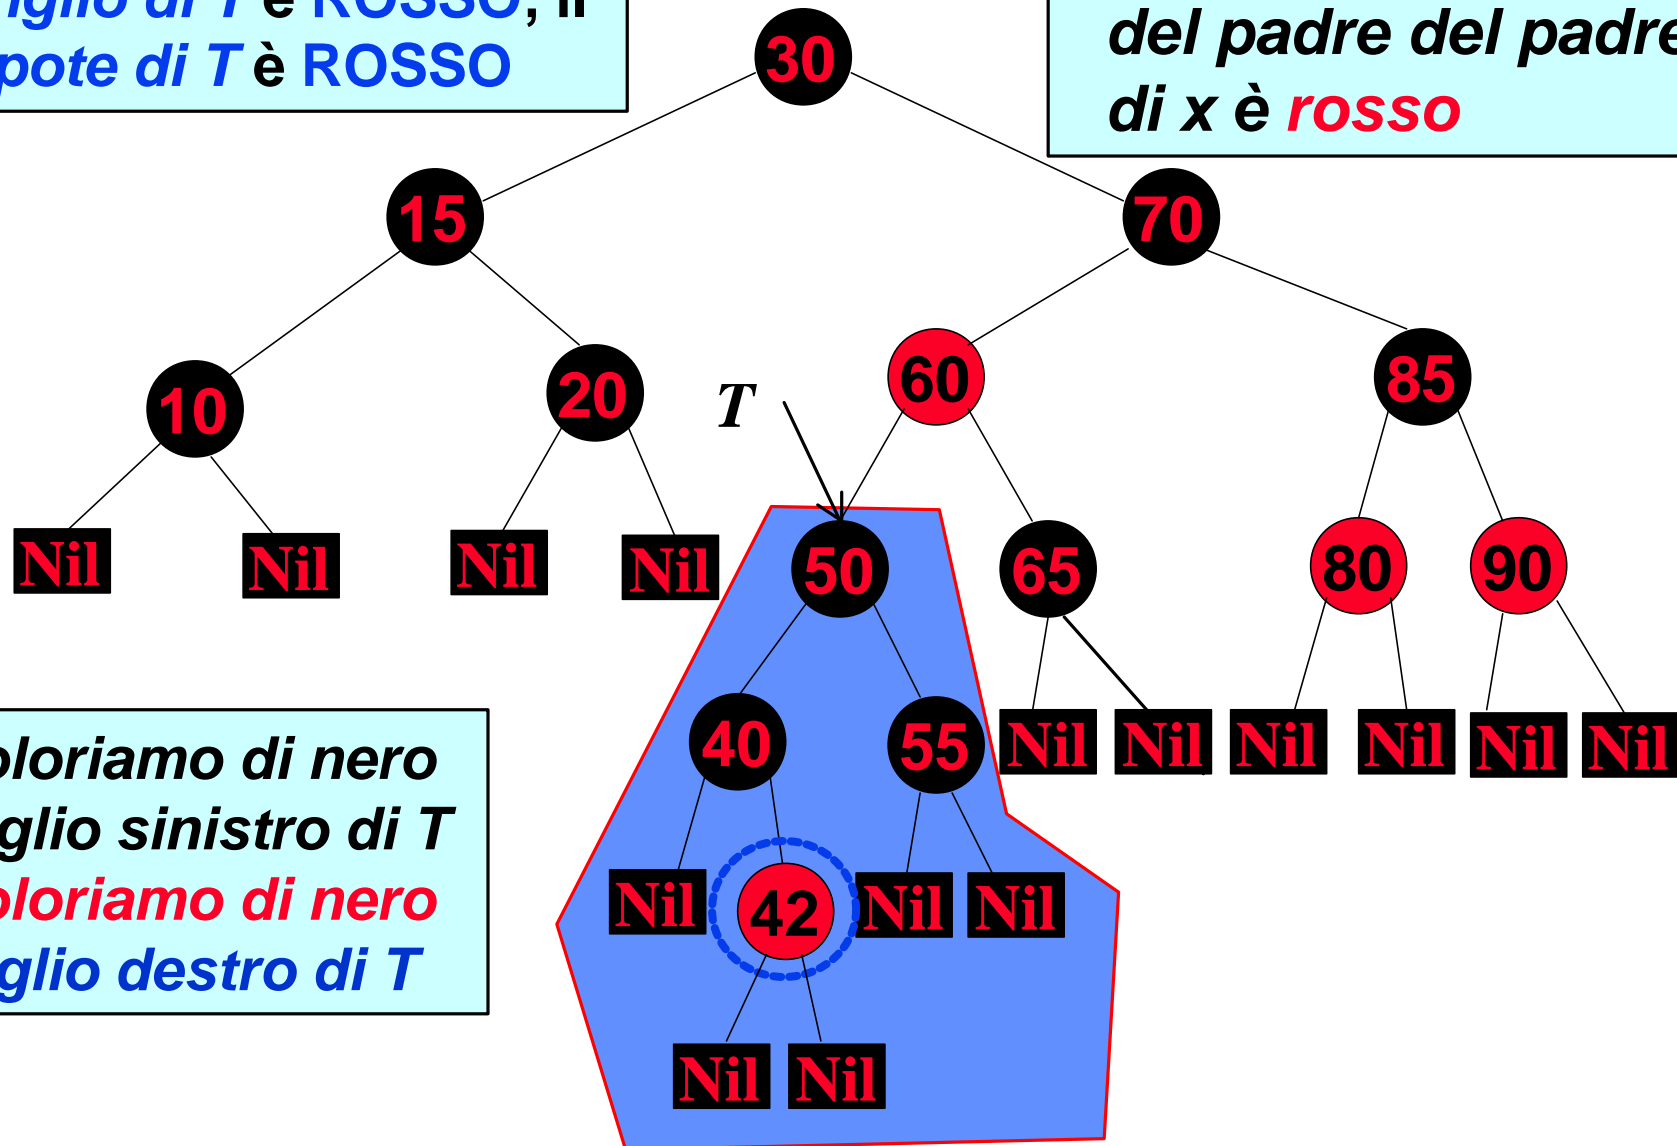 figlio di T è ROSSO, il
pote di T è ROSSO
del padre del padre
di x è rosso
30
15
70
10
20
T
60
85
Nil
Nil
Nil
Nil
50
65
80
90
40
55
Nil
Nil
Nil
Nil
Nil
Nil
oloriamo di nero
glio sinistro di T
oloriamo di nero
glio destro di T
Nil
42
Nil
Nil
Nil
Nil